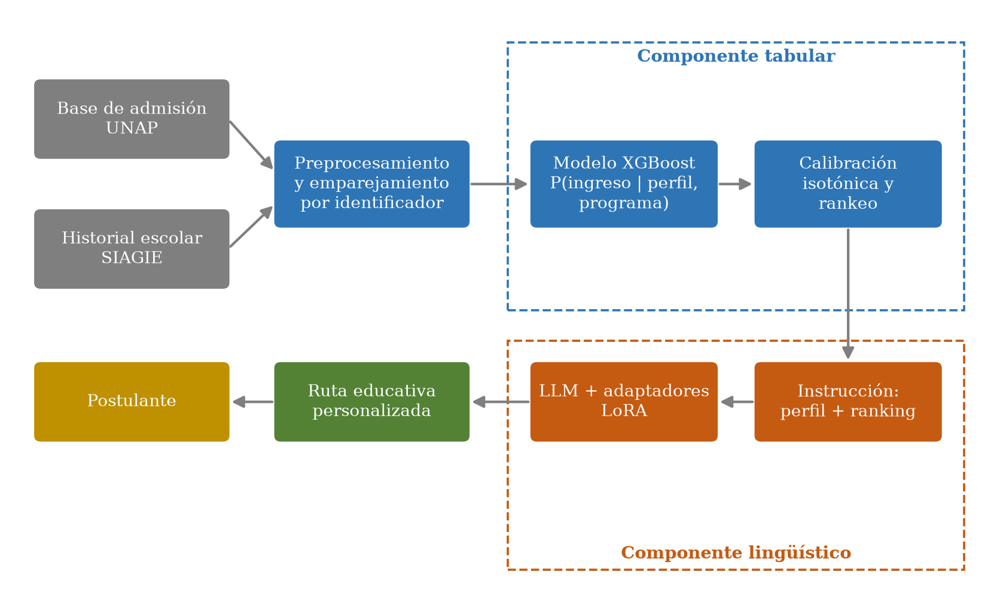 Componente tabular
Base de admisión
UNAP
Historial escolar
SIAGIE
Preprocesamiento
y emparejamiento
por identificador
Modelo XGBoost
P(ingreso | perfil,
programa)
Calibración
isotónica y
rankeo
Instrucción:
perfil + ranking
LLM + adaptadores
LoRA
Ruta educativa
personalizada
Postulante
Componente lingüístico